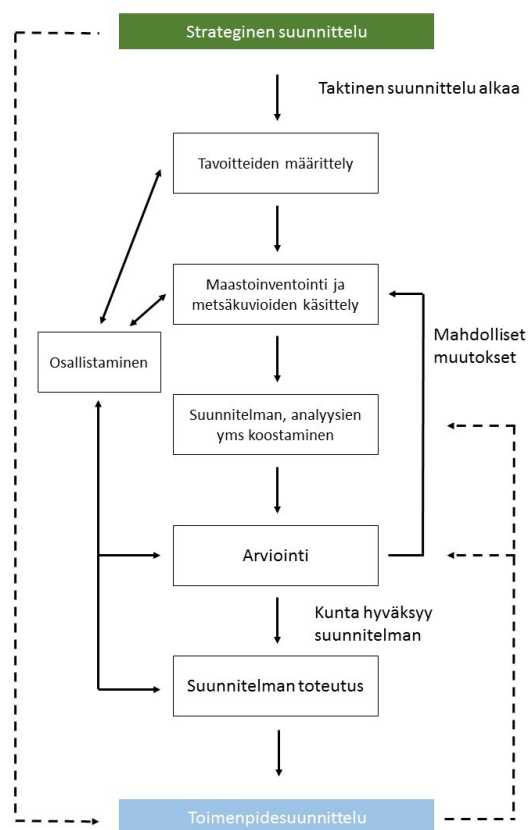 Strateginen suunnittelu
Taktinen suunnittelu alkaa
Tavoitteiden määrittely
Maastoinventointi ja
metsäkuvioiden käsittely
Mahdolliset
muutokset
Osallistaminen
Suunnitelman, analyysien
yms koostaminen
Arviointi
Kunta hyväksyy
suunnitelman
Suunnitelman toteutus
Toimenpidesuunnittelu